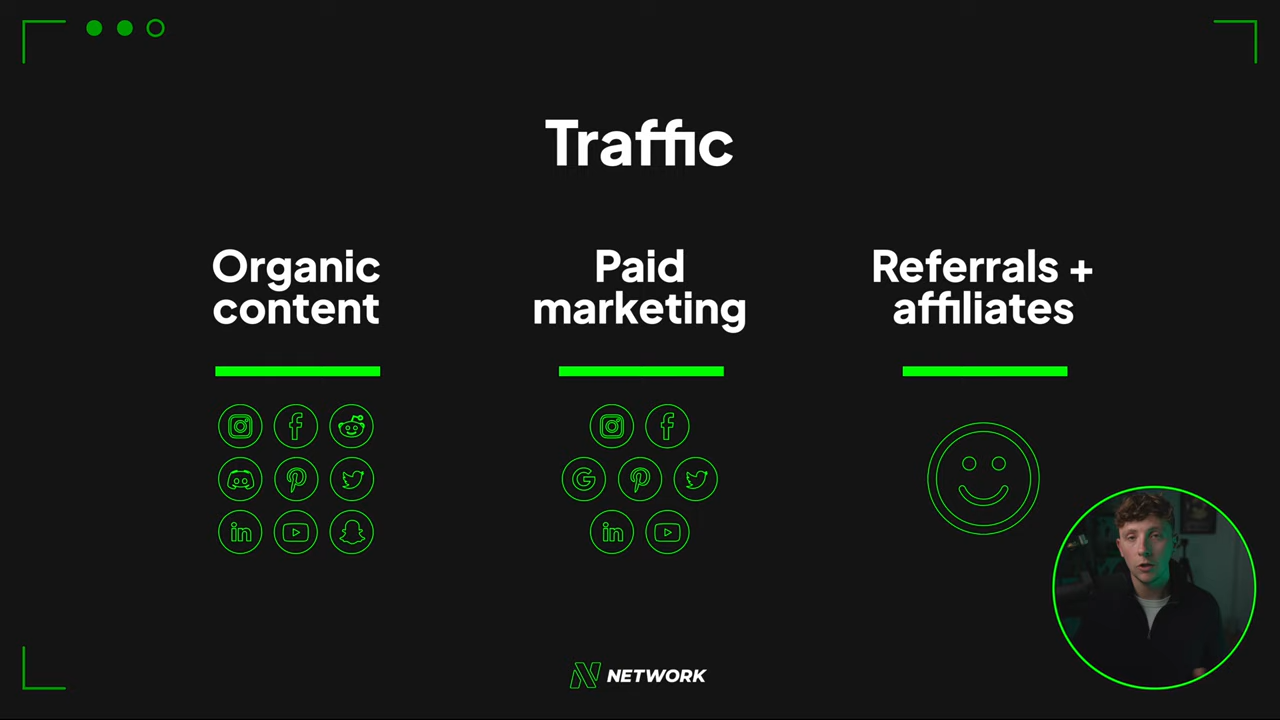 Traffic
Organic
content
Paid
marketing
Referrals +
affiliates
NETWORK